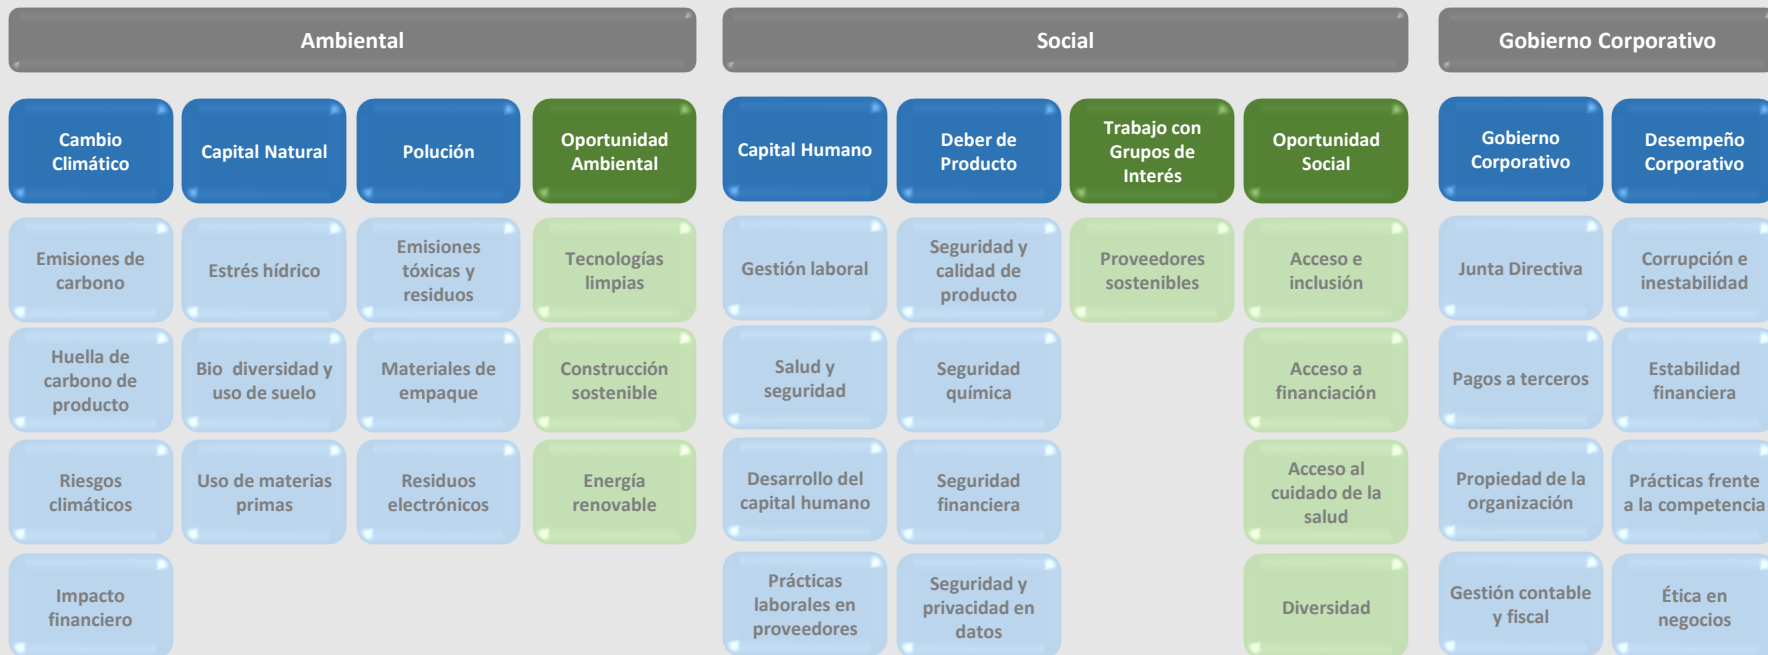 Ambiental
Social
Gobierno Corporativo
Cambio
Climático
Capital Natural
Polución
Oportunidad
Ambiental
Capital Humano
Deber de
Producto
Trabajo con
Grupos de
Interés
Oportunidad
Social
Gobierno
Corporativo
Desempeño
Corporativo
Emisiones de
carbono
Estrés hídrico
Emisiones
tóxicas y
residuos
Tecnologías
limpias
Gestión laboral
Seguridad y
calidad de
producto
Proveedores
sostenibles
Acceso e
inclusión
Junta Directiva
Corrupción e
inestabilidad
Huella de
carbono de
producto
Bio diversidad y
uso de suelo
Materiales de
empaque
Construcción
sostenible
Salud y
seguridad
Seguridad
química
Acceso a
financiación
Pagos a terceros
Estabilidad
financiera
Riesgos
climáticos
Uso de materias
primas
Residuos
electrónicos
Energía
renovable
Desarrollo del
capital humano
Seguridad
financiera
Acceso al
cuidado de la
salud
Propiedad de la
organización
Prácticas frente
a la competencia
Impacto
financiero
Prácticas
laborales en
proveedores
Seguridad y
privacidad en
datos
Diversidad
Gestión contable
y fiscal
Ética en
negocios